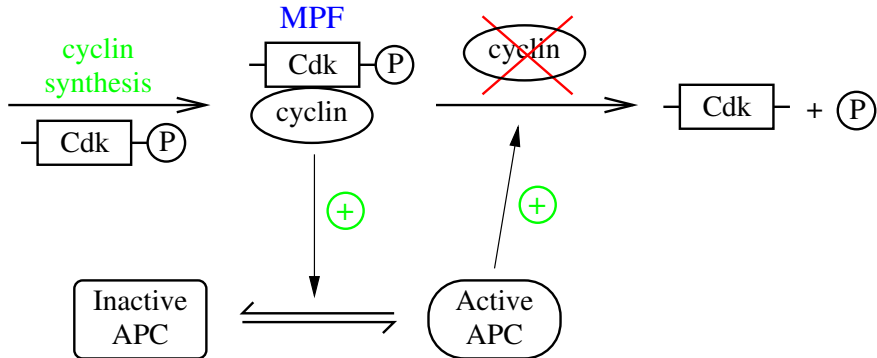 MPF
cyclin
synthesis
Cdk P
Cdk P
cyclin
cyclin
Cdk + P
+
+
Inactive
APC
Active
APC